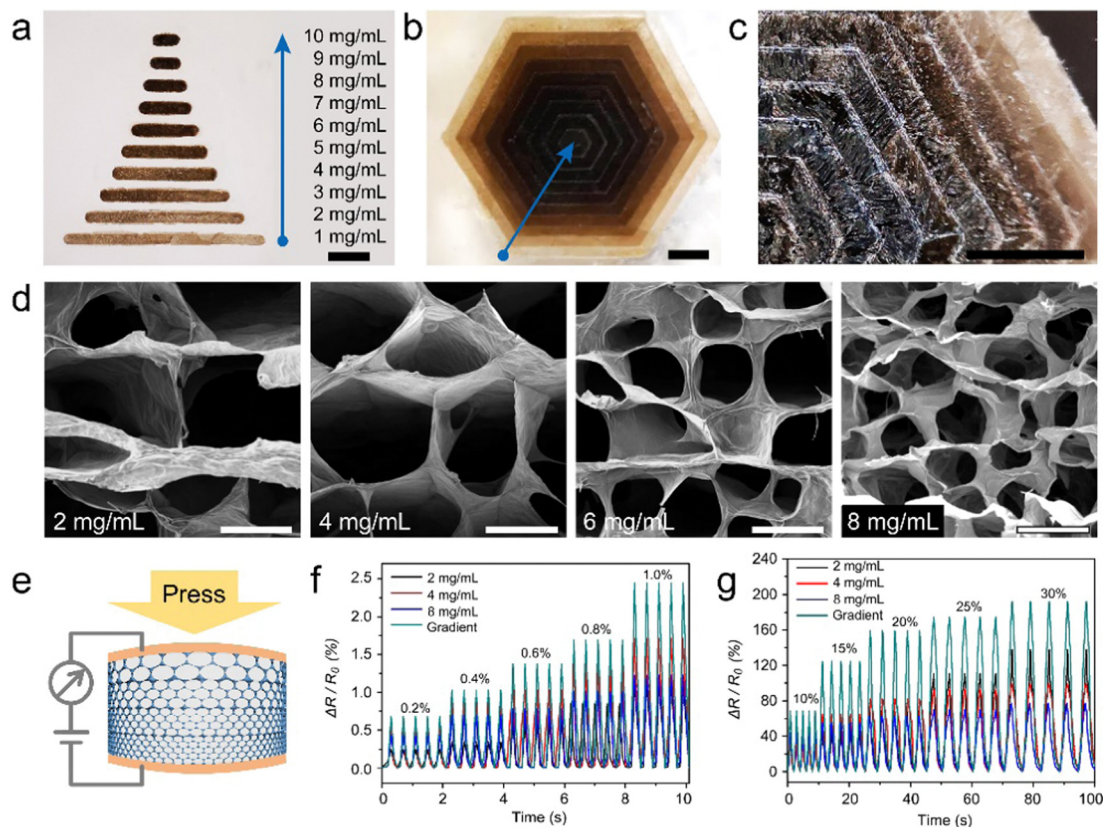 a
10 mg/mL
9 mg/mL
8 mg/mL
7 mg/mL
6 mg/mL
5 mg/mL
4 mg/mL
3 mg/mL
2 mg/mL
1 mg/mL
b
c
d
2 mg/mL
4 mg/mL
6 mg/mL
8 mg/mL
e
Press
f
ΔR / R0 (%)
2.5
2.0
1.5
1.0
0.5
0.0
2 mg/mL
4 mg/mL
8 mg/mL
Gradient
0.2%
0.4%
0.6%
0.8%
1.0%
0 2 4 6 8 10
Time (s)
g
ΔR / R0 (%)
240
200
160
120
80
40
0
2 mg/mL
4 mg/mL
8 mg/mL
Gradient
10%
15%
20%
25%
30%
0 20 40 60 80 100
Time (s)